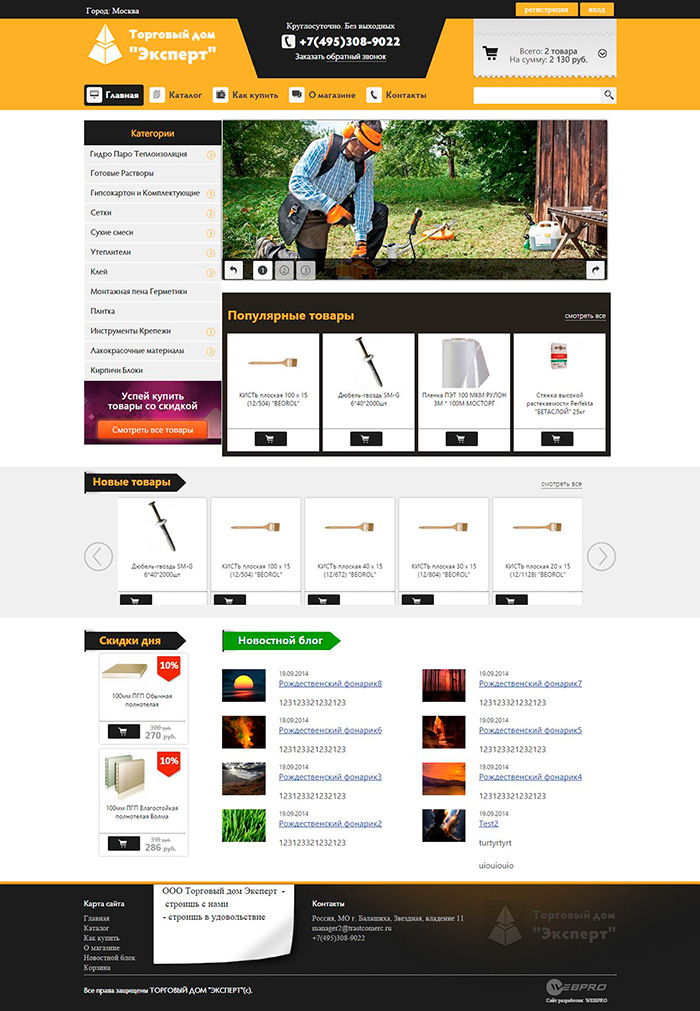 Город: Москва
регистрация
вход
Торговый дом
"Эксперт"
Круглосуточно. Без выходных
+7(495)308-9022
Заказать обратный звонок
Всего: 2 товара
На сумму: 2 130 руб.
Главная
Каталог
Как купить
О магазине
Контакты
Категории
Гидро Паро Теплоизоляция
Готовые Растворы
Гипсокартон и Комплектующие
Сетки
Сухие смеси
Утеплители
Клей
Монтажная пена Герметики
Плитка
Инструменты Крепежи
Лакокрасочные материалы
Кирпичи Блоки
1
2
3
Успей купить
товары со скидкой
Смотреть все товары
Популярные товары
смотреть все
КИСТЬ плоская 100 х 15
(12/504) "BEOROL"
Дюбель-гвоздь SM-G
6*40*2000шт
Пленка ПЭТ 100 МКМ РУЛОН
3М * 100М МОСТОРГ
Стяжка высокой
растекаемости Perfekta
"БЕТАСЛОЙ" 25кг
Новые товары
смотреть все
Дюбель-гвоздь SM-G
6*40*2000шт
КИСТЬ плоская 100 х 15
(12/504) "BEOROL"
КИСТЬ плоская 40 х 15
(12/672) "BEOROL"
КИСТЬ плоская 30 х 15
(12/804) "BEOROL"
КИСТЬ плоская 20 х 15
(12/1128) "BEOROL"
Скидки дня
10%
100мм ПГП Обычная
полнотелая
300 руб.
270 руб.
10%
100мм ПГП Влагостойкая
полнотелая Волма
318 руб.
286 руб.
Новостной блог
19.09.2014
Рождественский фонарик8
123123321232123
19.09.2014
Рождественский фонарик7
123123321232123
19.09.2014
Рождественский фонарик6
123123321232123
19.09.2014
Рождественский фонарик5
123123321232123
19.09.2014
Рождественский фонарик3
123123321232123
19.09.2014
Рождественский фонарик4
123123321232123
19.09.2014
Рождественский фонарик2
123123321232123
19.09.2014
Test2
turtyrtyrt
uiouiouio
Карта сайта
Главная
Каталог
Как купить
О магазине
Новостной блок
Корзина
ООО Торговый дом Эксперт -
строишь с нами
- строишь в удовольствие
Контакты
Россия, МО г. Балашиха, Звездная, владение 11
manager2@trastcomerc.ru
+7(495)308-9022
Торговый дом
"Эксперт"
Все права защищены ТОРГОВЫЙ ДОМ "ЭКСПЕРТ"(с).
WEBPRO
Сайт разработан: WEBPRO